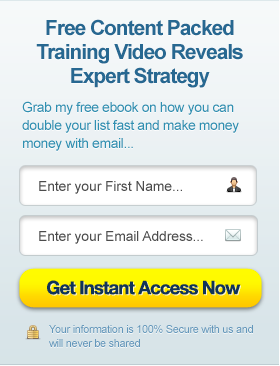 Free Content Packed
Training Video Reveals
Expert Strategy
Grab my free ebook on how you can
double your list fast and make money
money with email...
Enter your First Name...
Enter your Email Address...
Get Instant Access Now
Your information is 100% Secure with us and
will never be shared